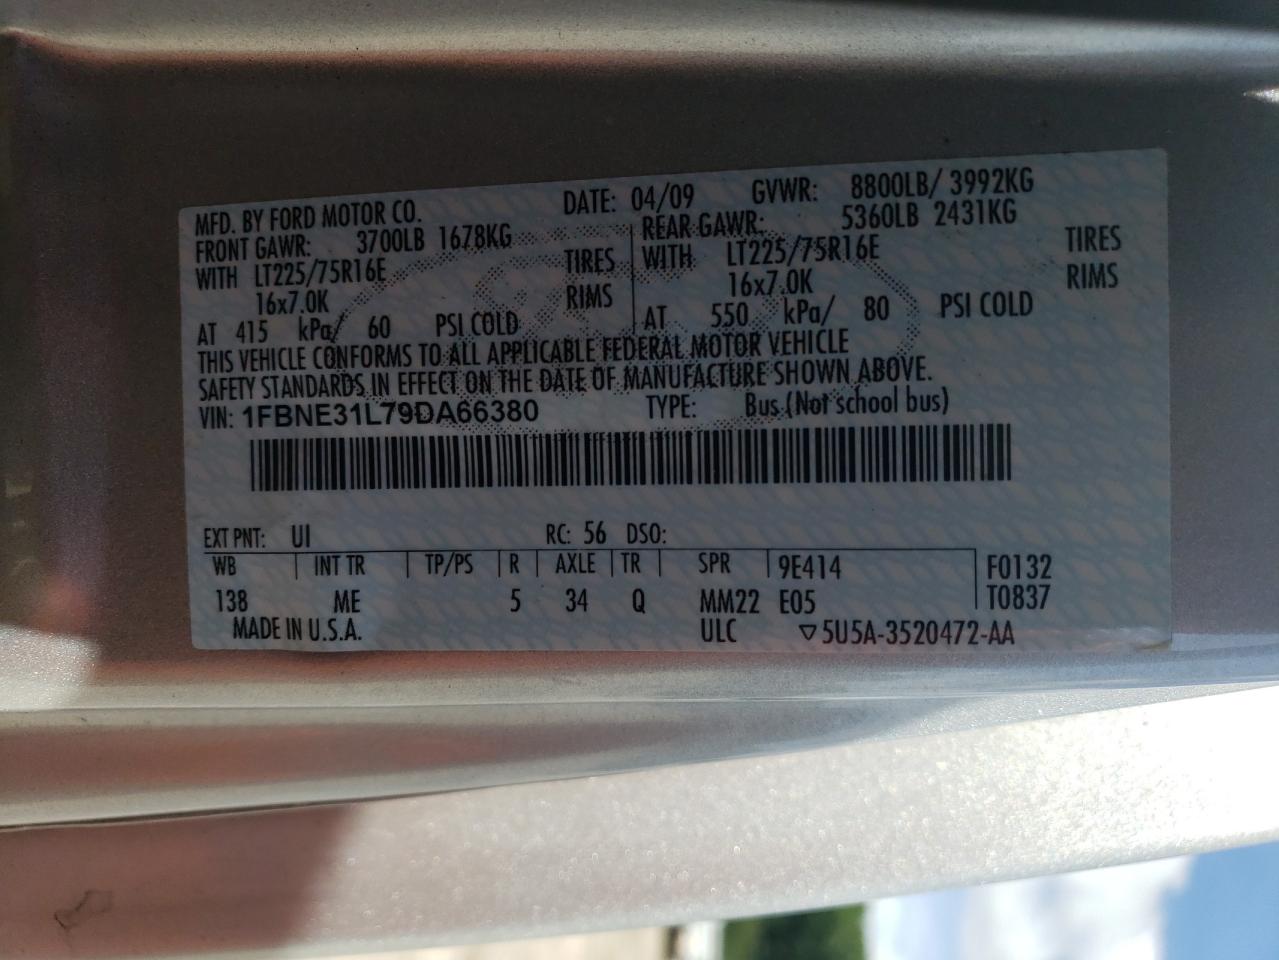 MFD. BY FORD MOTOR CO. DATE: 04/09 GVWR: 8800LB/ 3992KG
FRONT GAWR: 3700LB 1678KG REAR GAWR: 5360LB 2431KG
WITH LT225/75R16E TIRES WITH LT225/75R16E TIRES
16x7.0K RIMS 16x7.0K RIMS
AT 415 kPa/ 60 PSI COLD AT 550 kPa/ 80 PSI COLD
THIS VEHICLE CONFORMS TO ALL APPLICABLE FEDERAL MOTOR VEHICLE
SAFETY STANDARDS IN EFFECT ON THE DATE OF MANUFACTURE SHOWN ABOVE.
VIN: 1FBNE31L79DA66380 TYPE: Bus (Not school bus)
EXT PNT: UI RC: 56 DSO:
WB INT TR TP/PS R AXLE TR SPR 9E414 F0132
138 ME 5 34 Q MM22 E05 T0837
MADE IN U.S.A. ULC ▽5U5A-3520472-AA